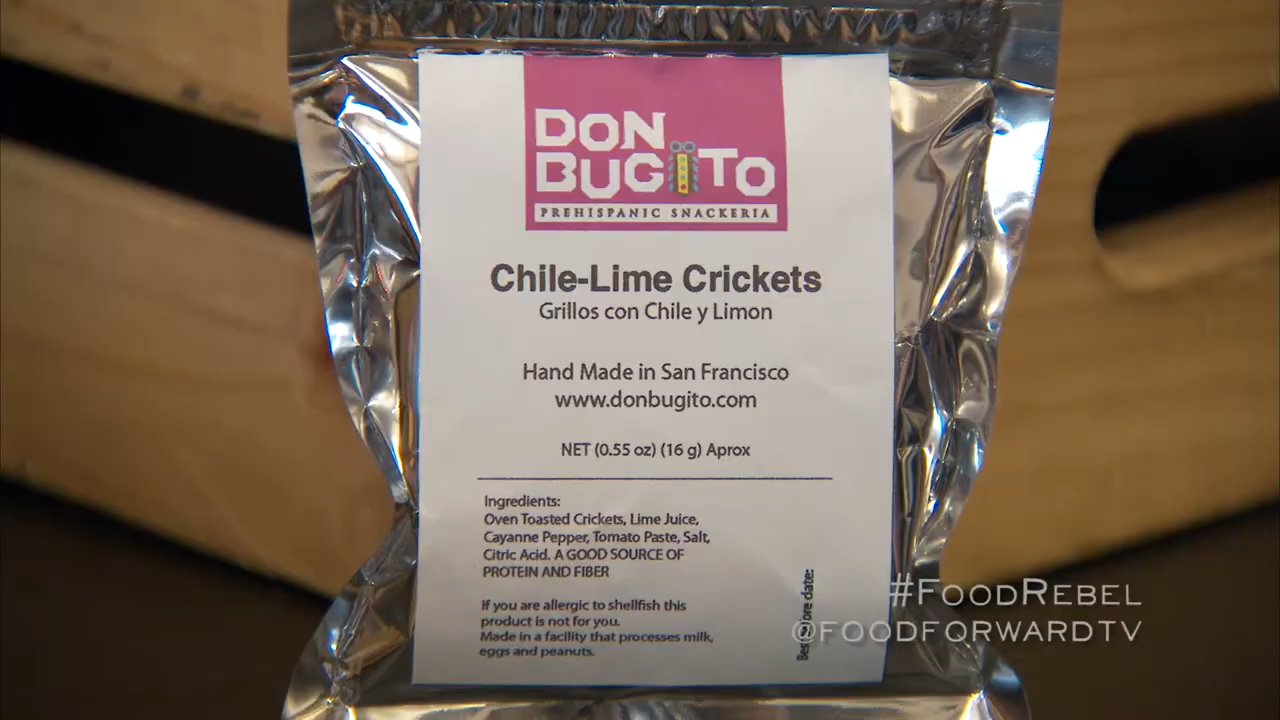 DON
BUGITO
PREHISPANIC SNACKERIA
Chile-Lime Crickets
Grillos con Chile y Limon
Hand Made in San Francisco
www.donbugito.com
NET (0.55 oz) (16 g) Aprox
Ingredients:
Oven Toasted Crickets, Lime Juice,
Cayanne Pepper, Tomato Paste, Salt,
Citric Acid. A GOOD SOURCE OF
PROTEIN AND FIBER
If you are allergic to shellfish this
product is not for you.
Made in a facility that processes milk,
eggs and peanuts.
Best before date:
#FOODREBEL
@FOODFORWARDTV